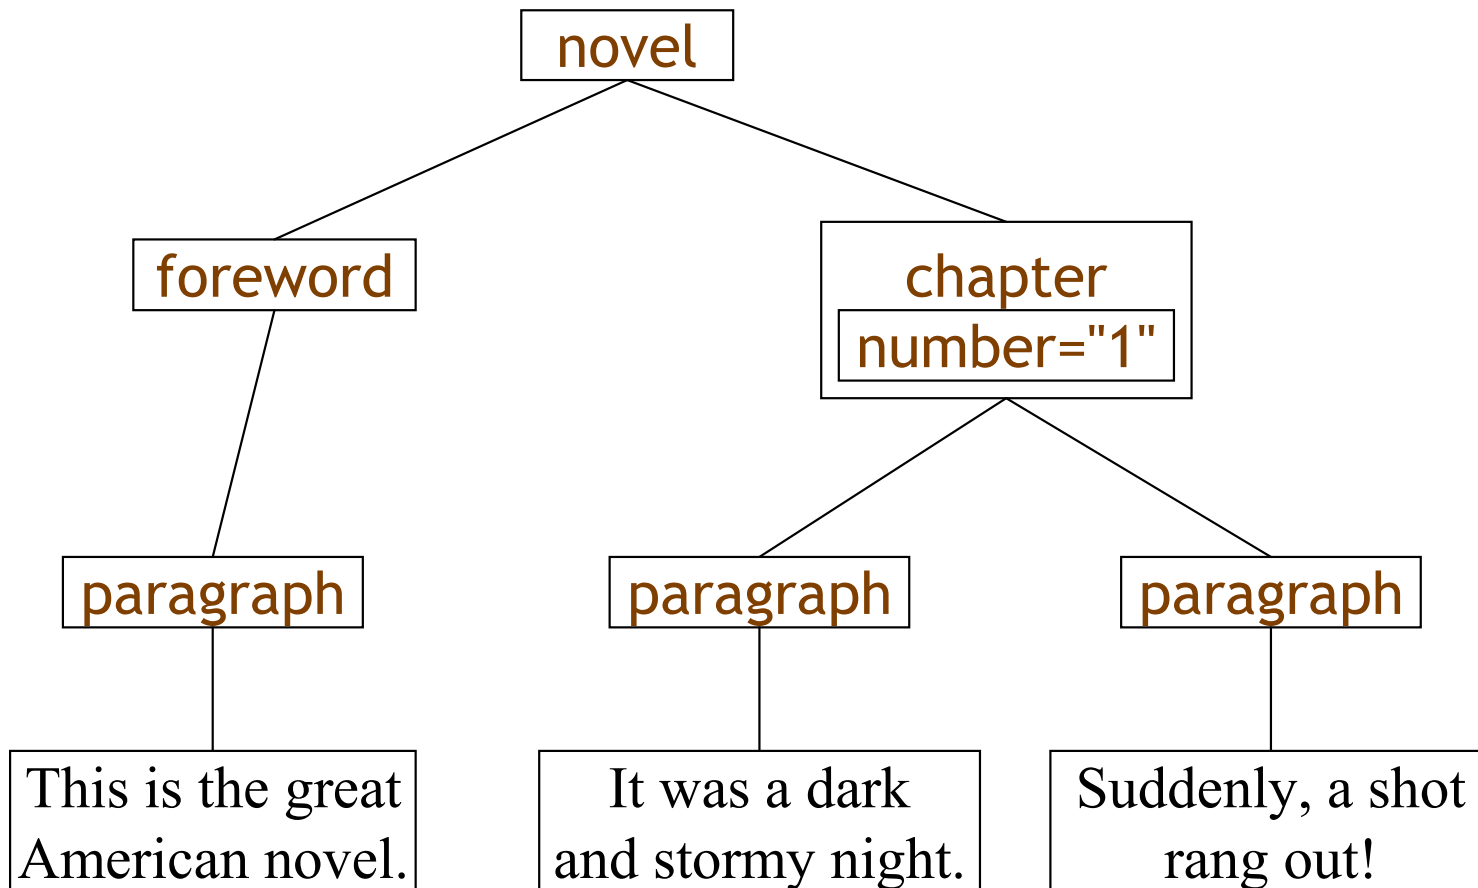 novel
foreword
chapter
number="1"
paragraph
paragraph
paragraph
This is the great
American novel.
It was a dark
and stormy night.
Suddenly, a shot
rang out!